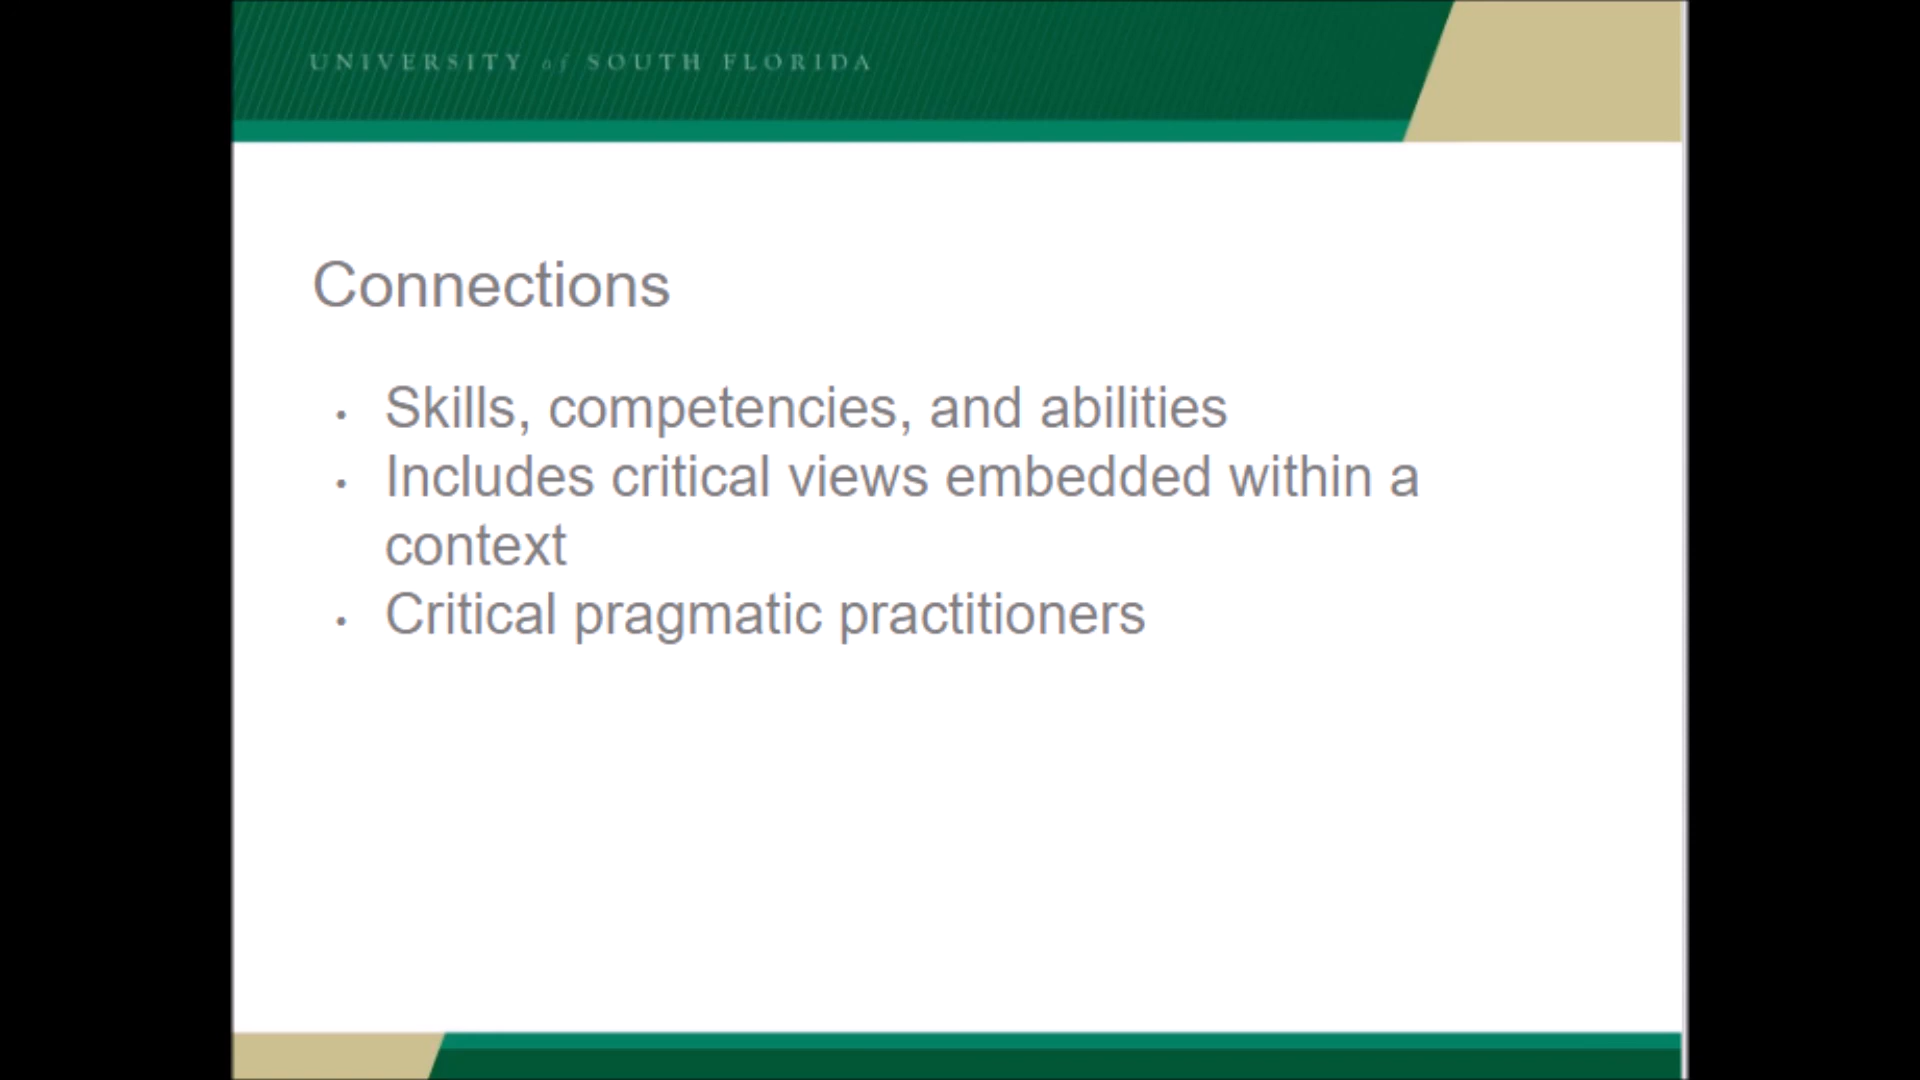 UNIVERSITY of SOUTH FLORIDA
Connections
• Skills, competencies, and abilities
• Includes critical views embedded within a
context
• Critical pragmatic practitioners